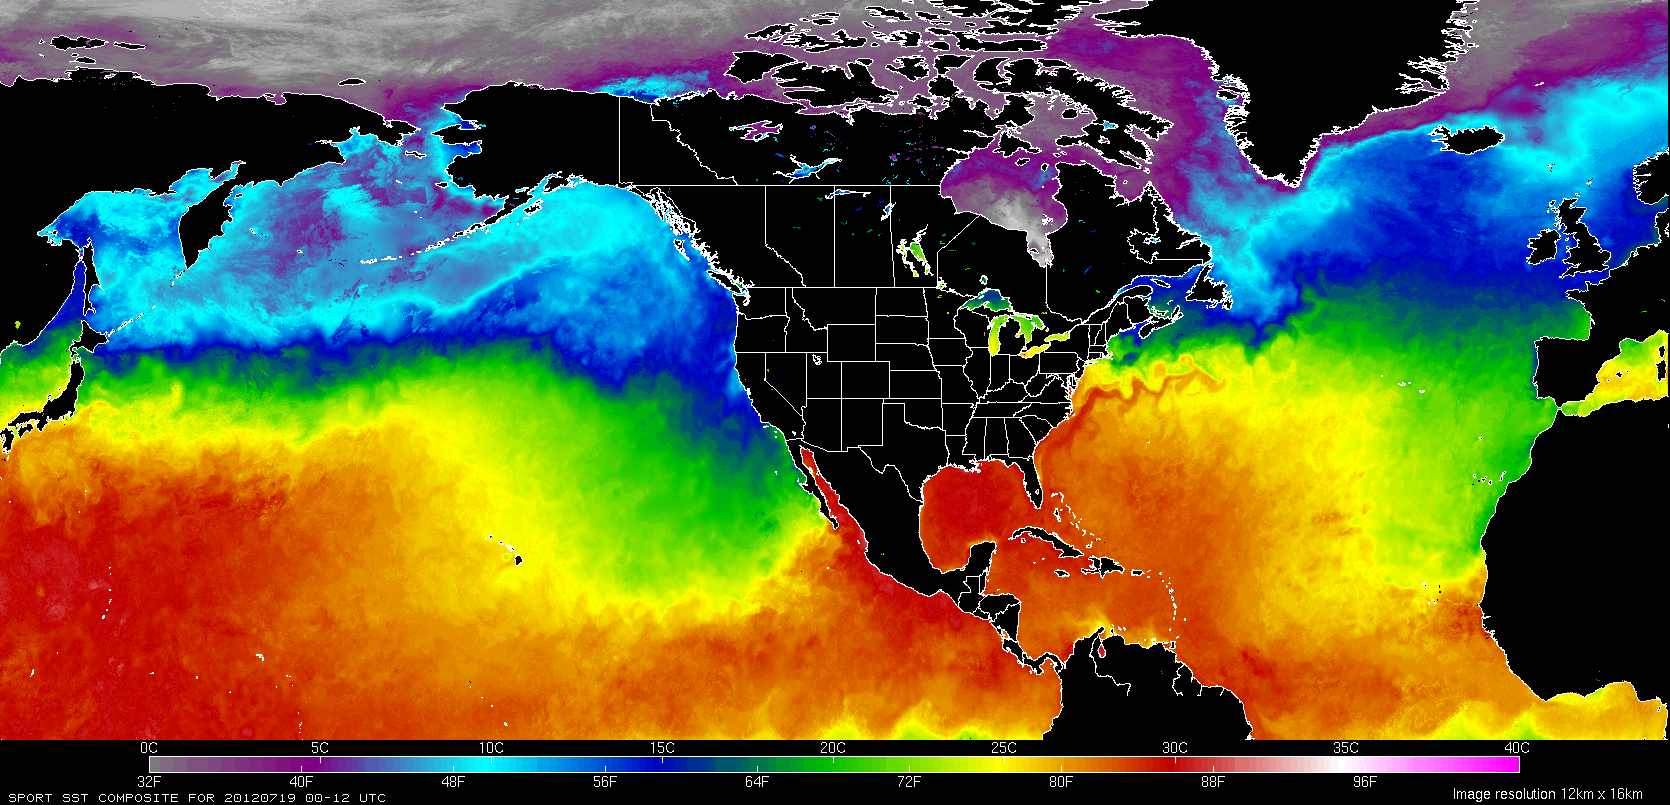 0C 5C 10C 15C 20C 25C 30C 35C 40C
32F 40F 48F 56F 64F 72F 80F 88F 96F
SPORT SST COMPOSITE FOR 20120719 00-12 UTC
Image resolution 12km x 16km